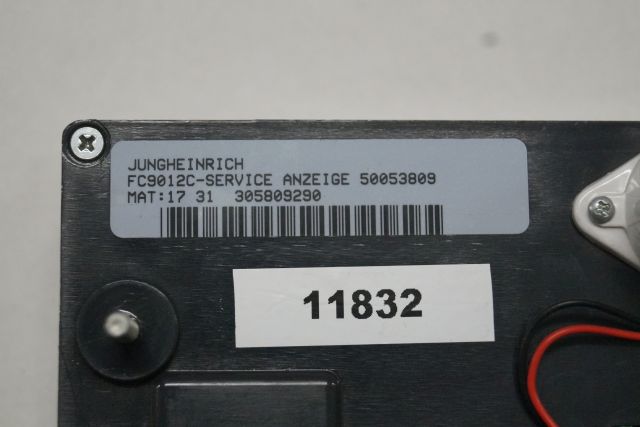 JUNGHEINRICH
FC9012C-SERVICE ANZEIGE 50053809
MAT:17 31 305809290
11832